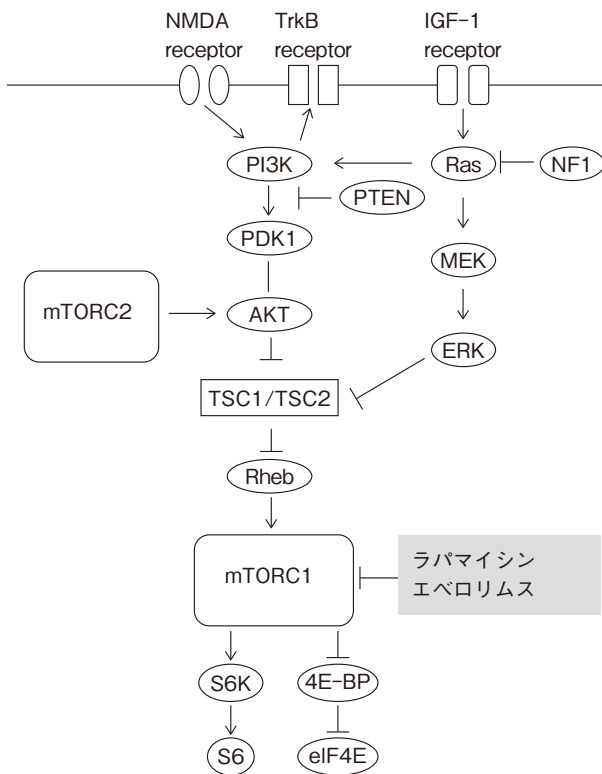 NMDA
receptor
TrkB
receptor
IGF-1
receptor
PI3K
Ras
NF1
PTEN
PDK1
MEK
mTORC2
AKT
ERK
TSC1/TSC2
Rheb
mTORC1
ラパマイシン
エベロリムス
S6K
4E-BP
S6
eIF4E